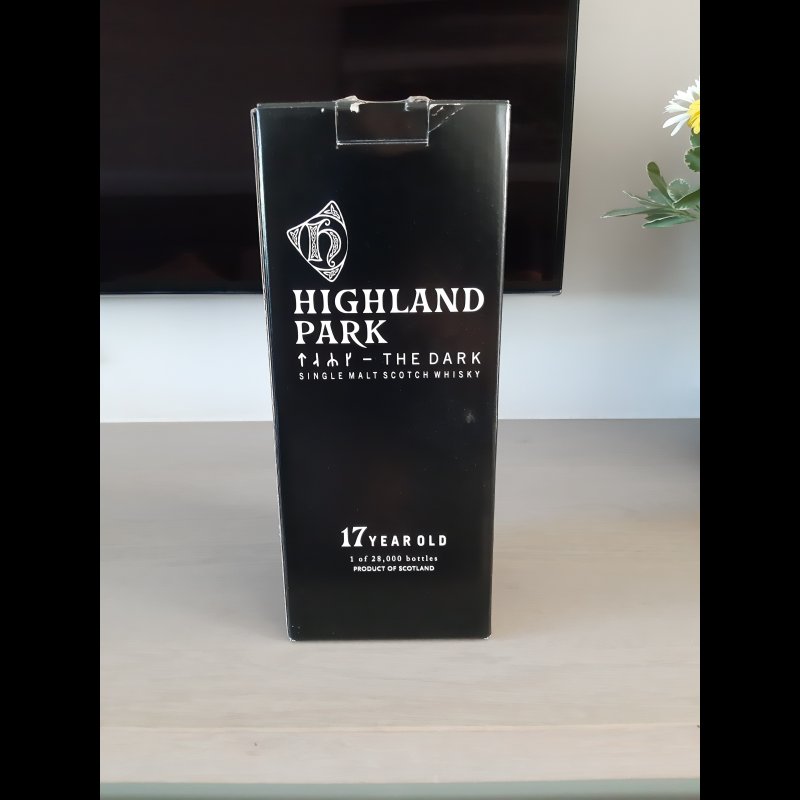 HIGHLAND
PARK
– THE DARK
SINGLE MALT SCOTCH WHISKY
17 YEAR OLD
1 of 28,000 bottles
PRODUCT OF SCOTLAND